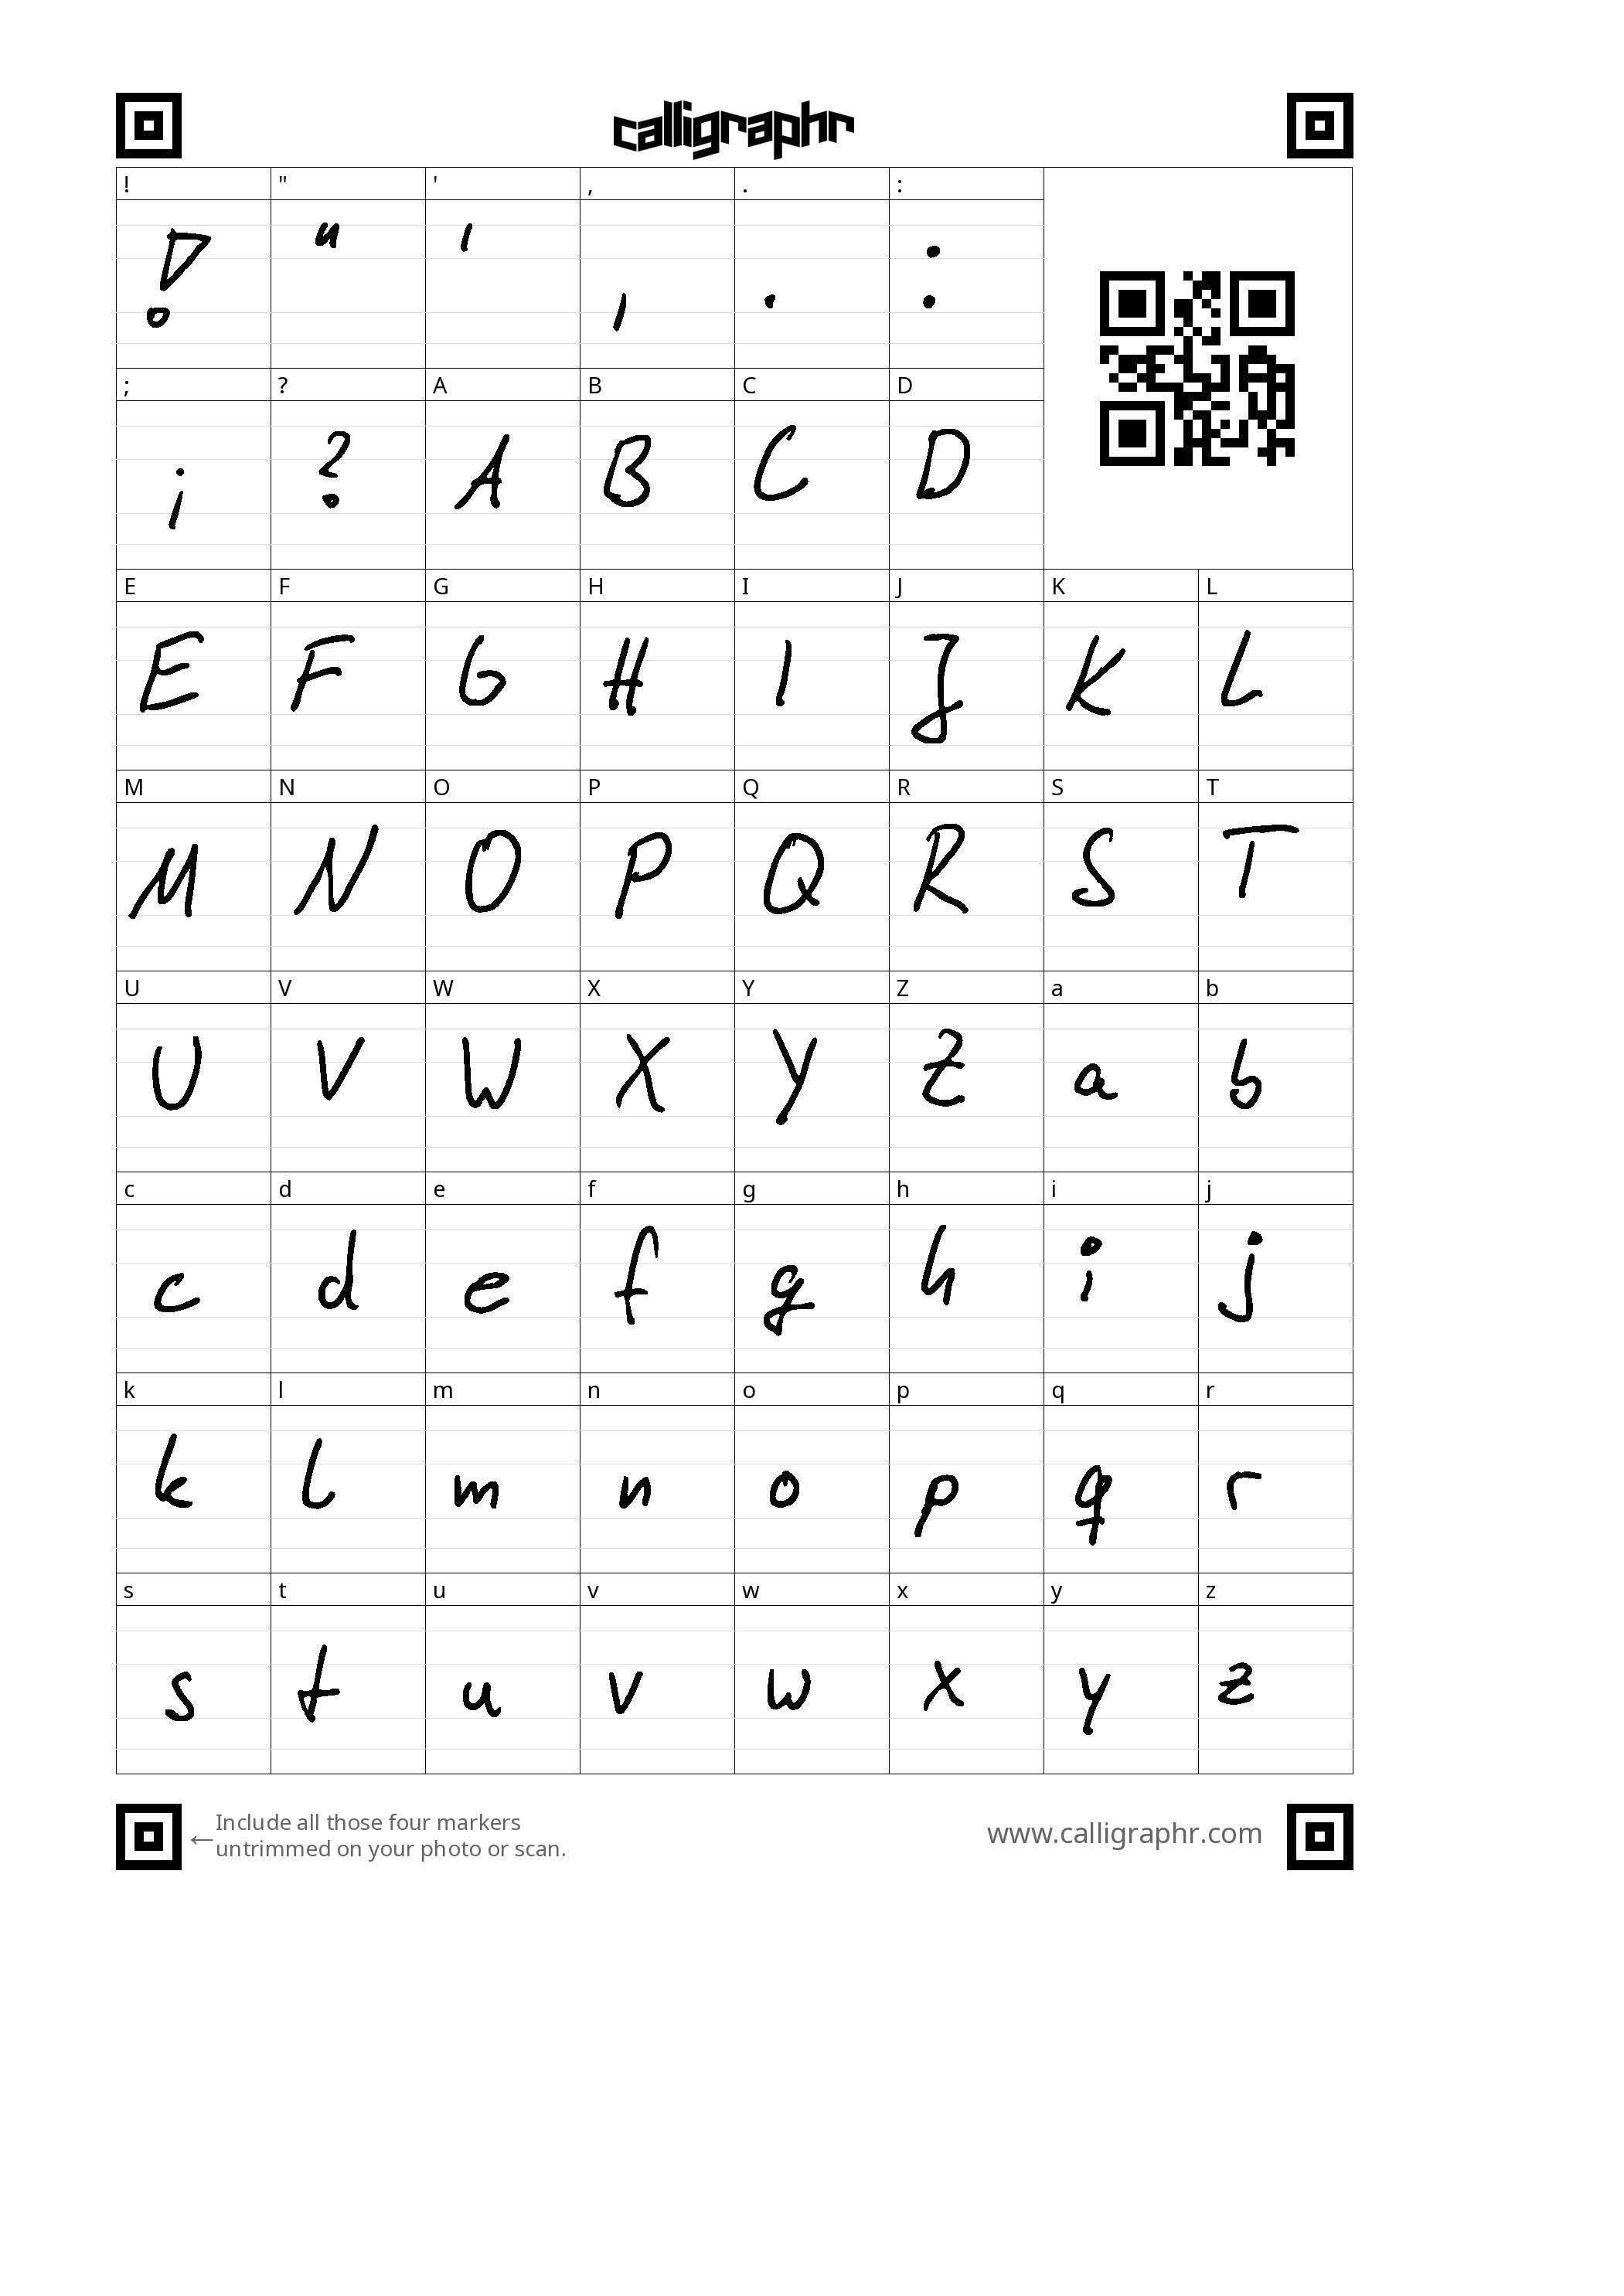 calligraphr
! " ' , . :
! " ' , . :
; ? A B C D
; ? A B C D
E F G H I J K L
E F G H I J K L
M N O P Q R S T
M N O P Q R S T
U V W X Y Z a b
U V W X Y Z a b
c d e f g h i j
c d e f g h i j
k l m n o p q r
k l m n o p q r
s t u v w x y z
s t u v w x y z
←Include all those four markers
untrimmed on your photo or scan.
www.calligraphr.com